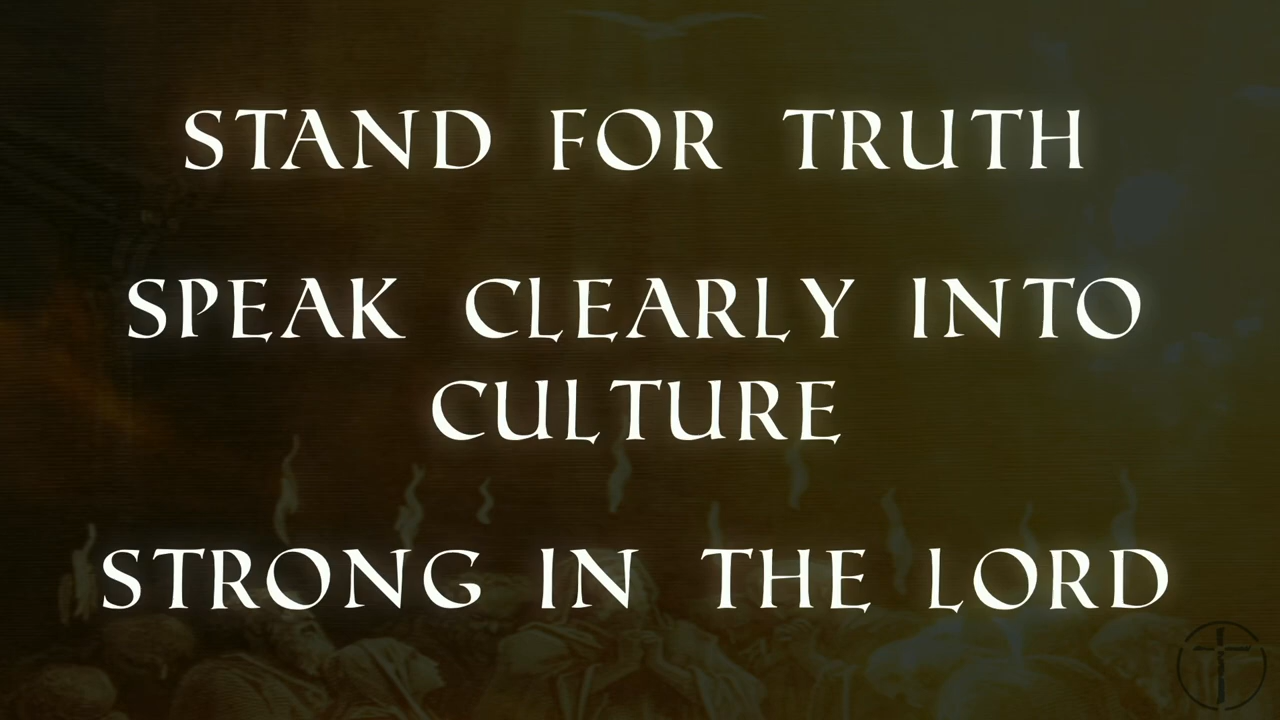 STAND FOR TRUTH
SPEAK CLEARLY INTO
CULTURE
STRONG IN THE LORD